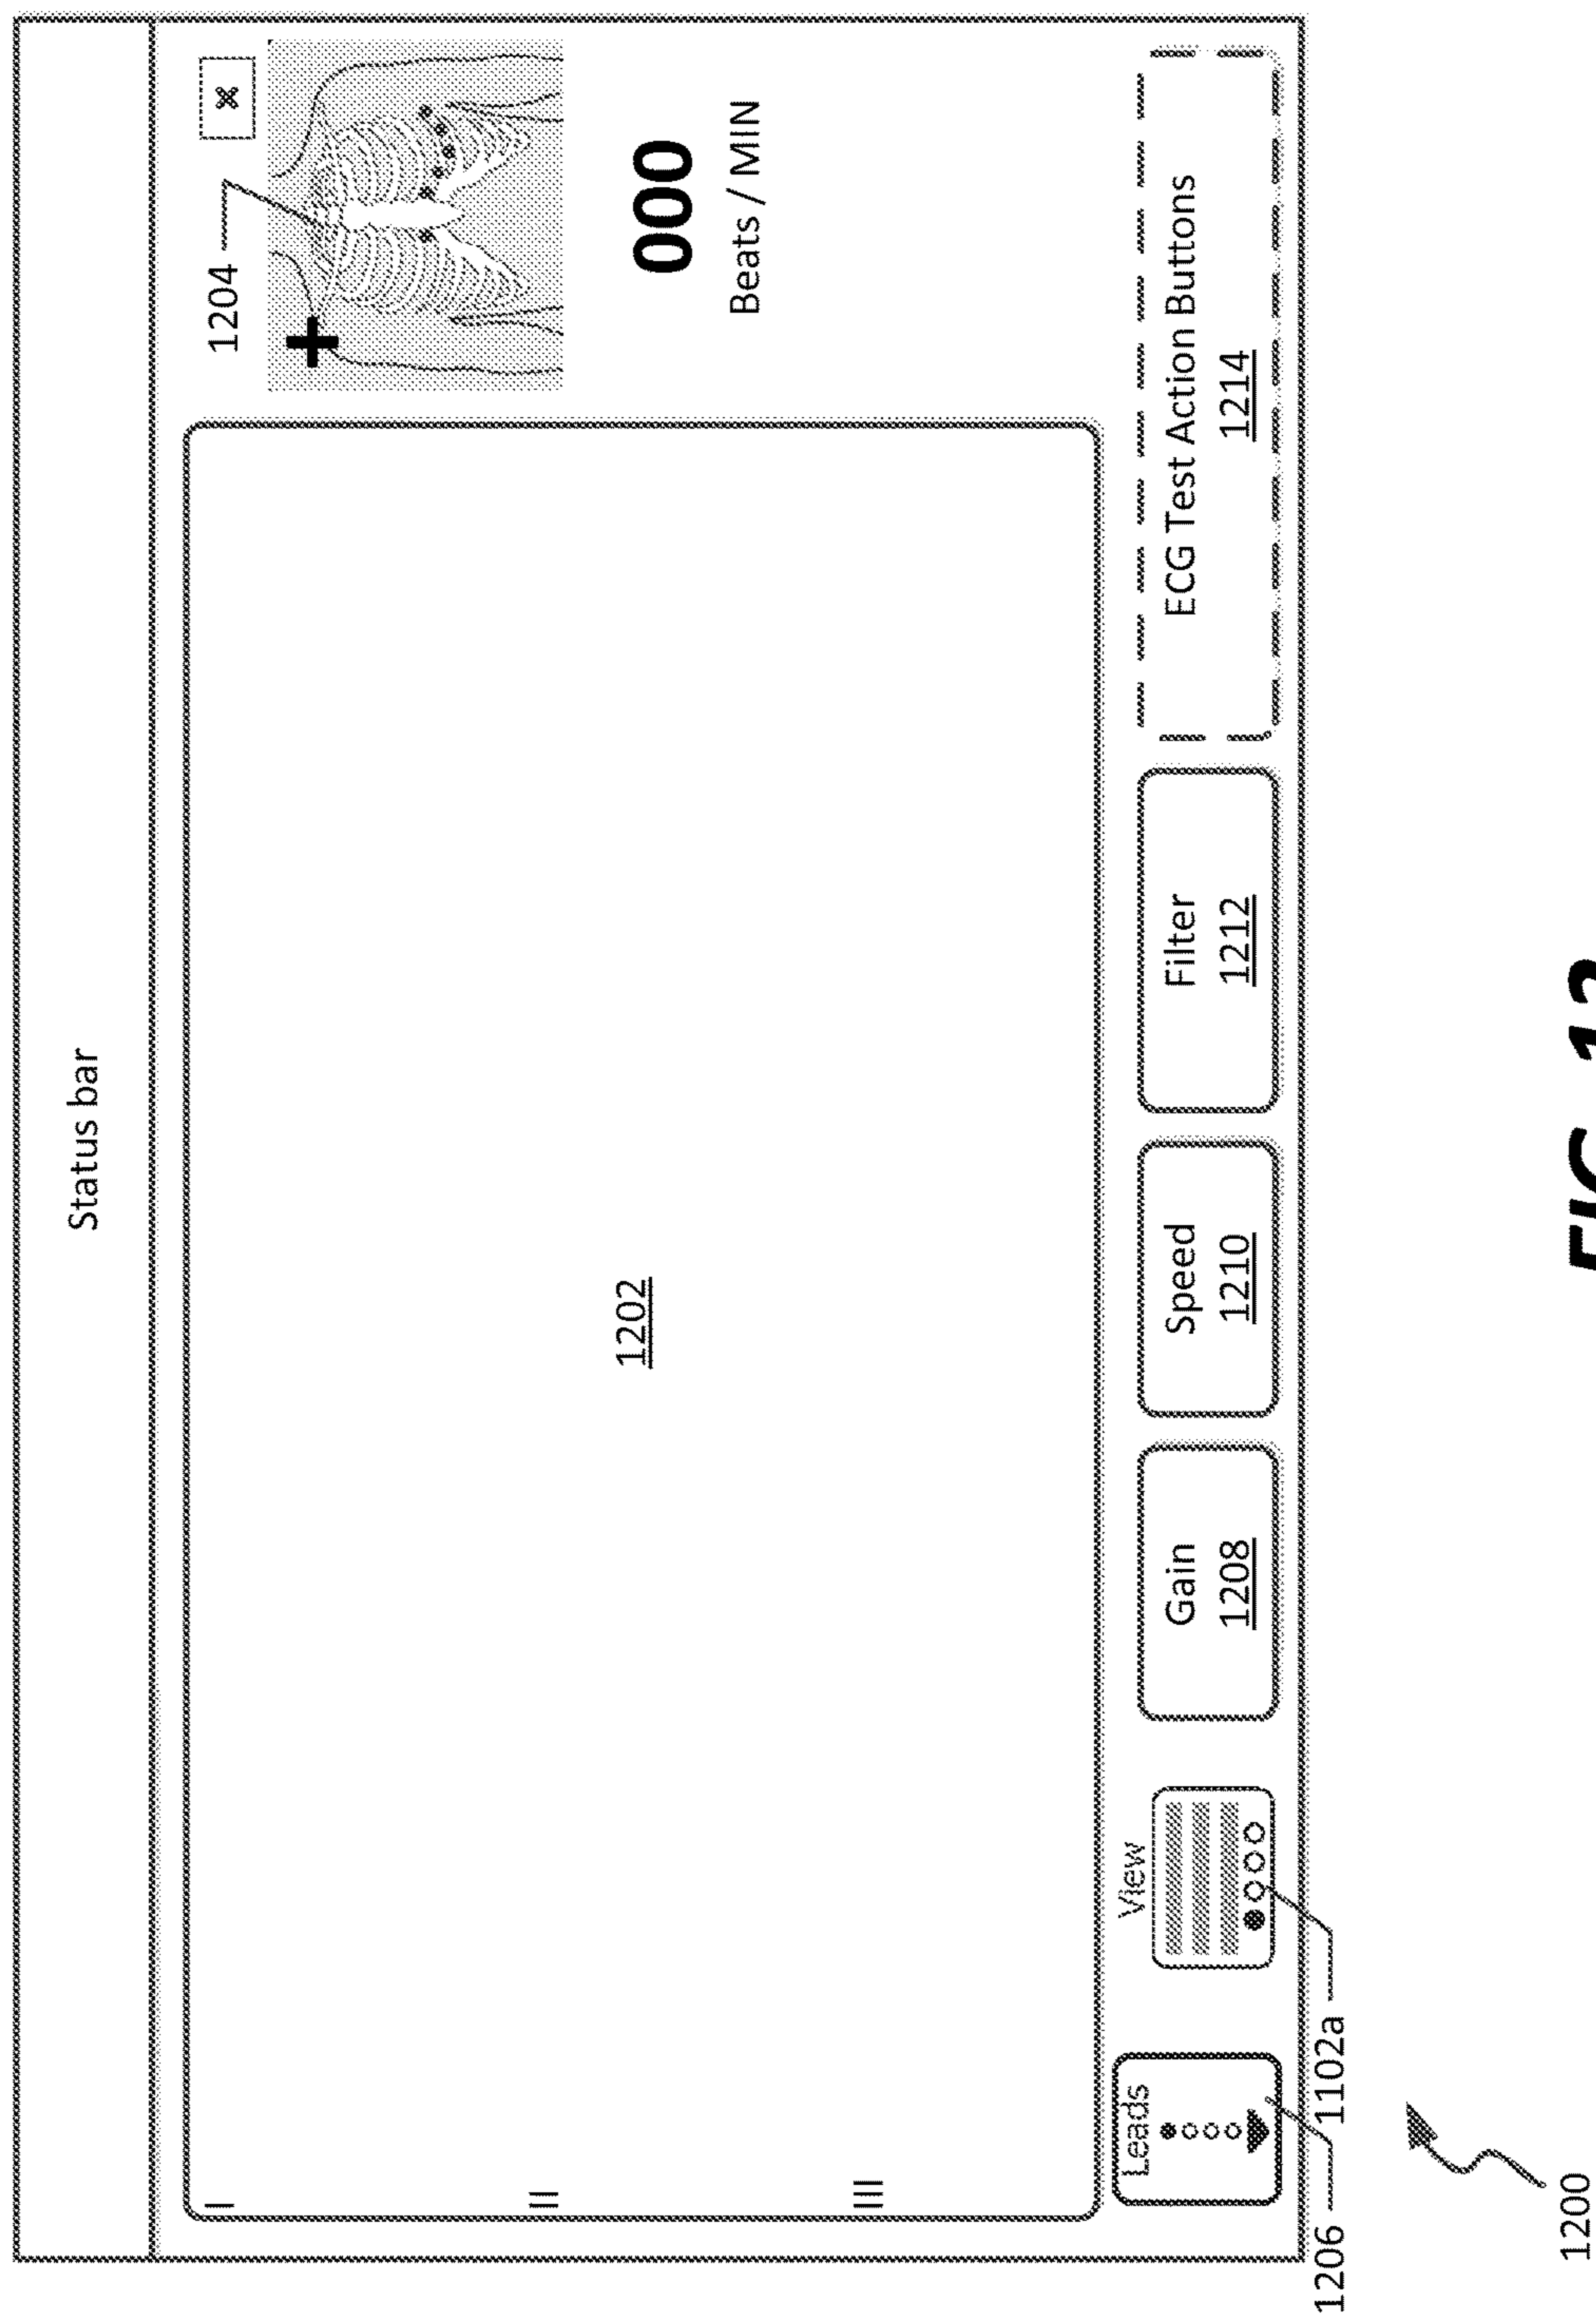 Status bar
I
II
III
1202
1204
x
000
Beats / MIN
Leads
View
Gain
1208
Speed
1210
Filter
1212
ECG Test Action Buttons
1214
1206
1102a
1200